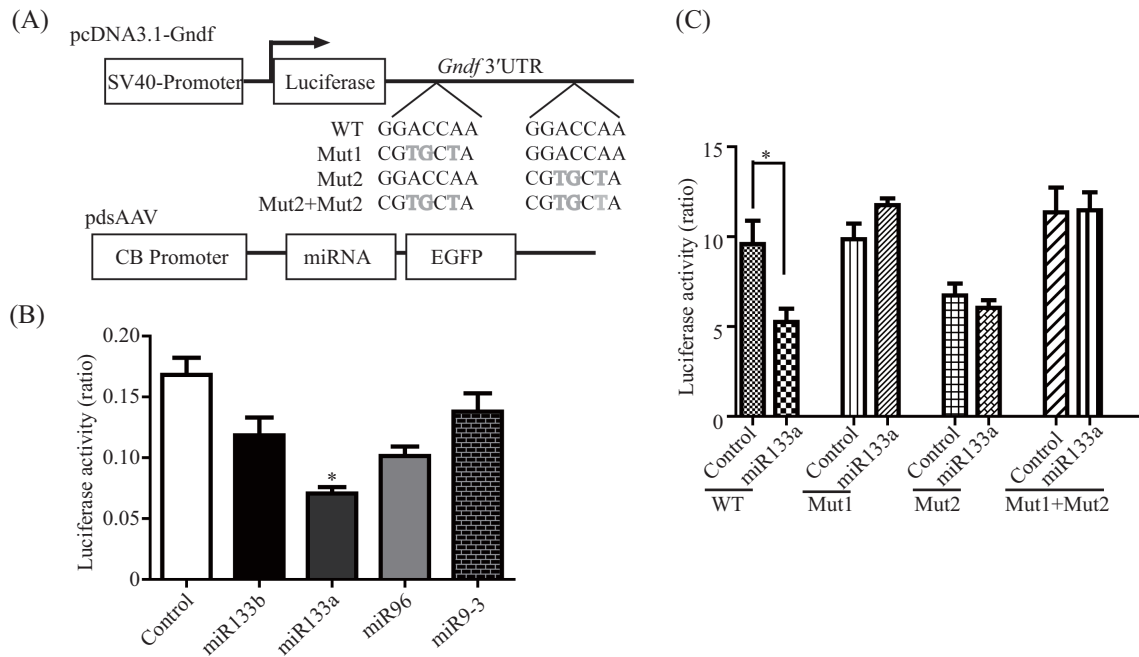 (A)
pcDNA3.1-Gndf
SV40-Promoter
Luciferase
Gndf 3′UTR
WT GGACCAA GGACCAA
Mut1 CGTGCTA GGACCAA
Mut2 GGACCAA CGTGCTA
Mut2+Mut2 CGTGCTA CGTGCTA
pdsAAV
CB Promoter
miRNA
EGFP
(B)
Luciferase activity (ratio)
0.20
0.15
0.10
0.05
0
*
Control
miR133b
miR133a
miR96
miR9-3
(C)
Luciferase activity (ratio)
15
10
5
0
*
Control
miR133a
Control
miR133a
Control
miR133a
Control
miR133a
WT
Mut1
Mut2
Mut1+Mut2